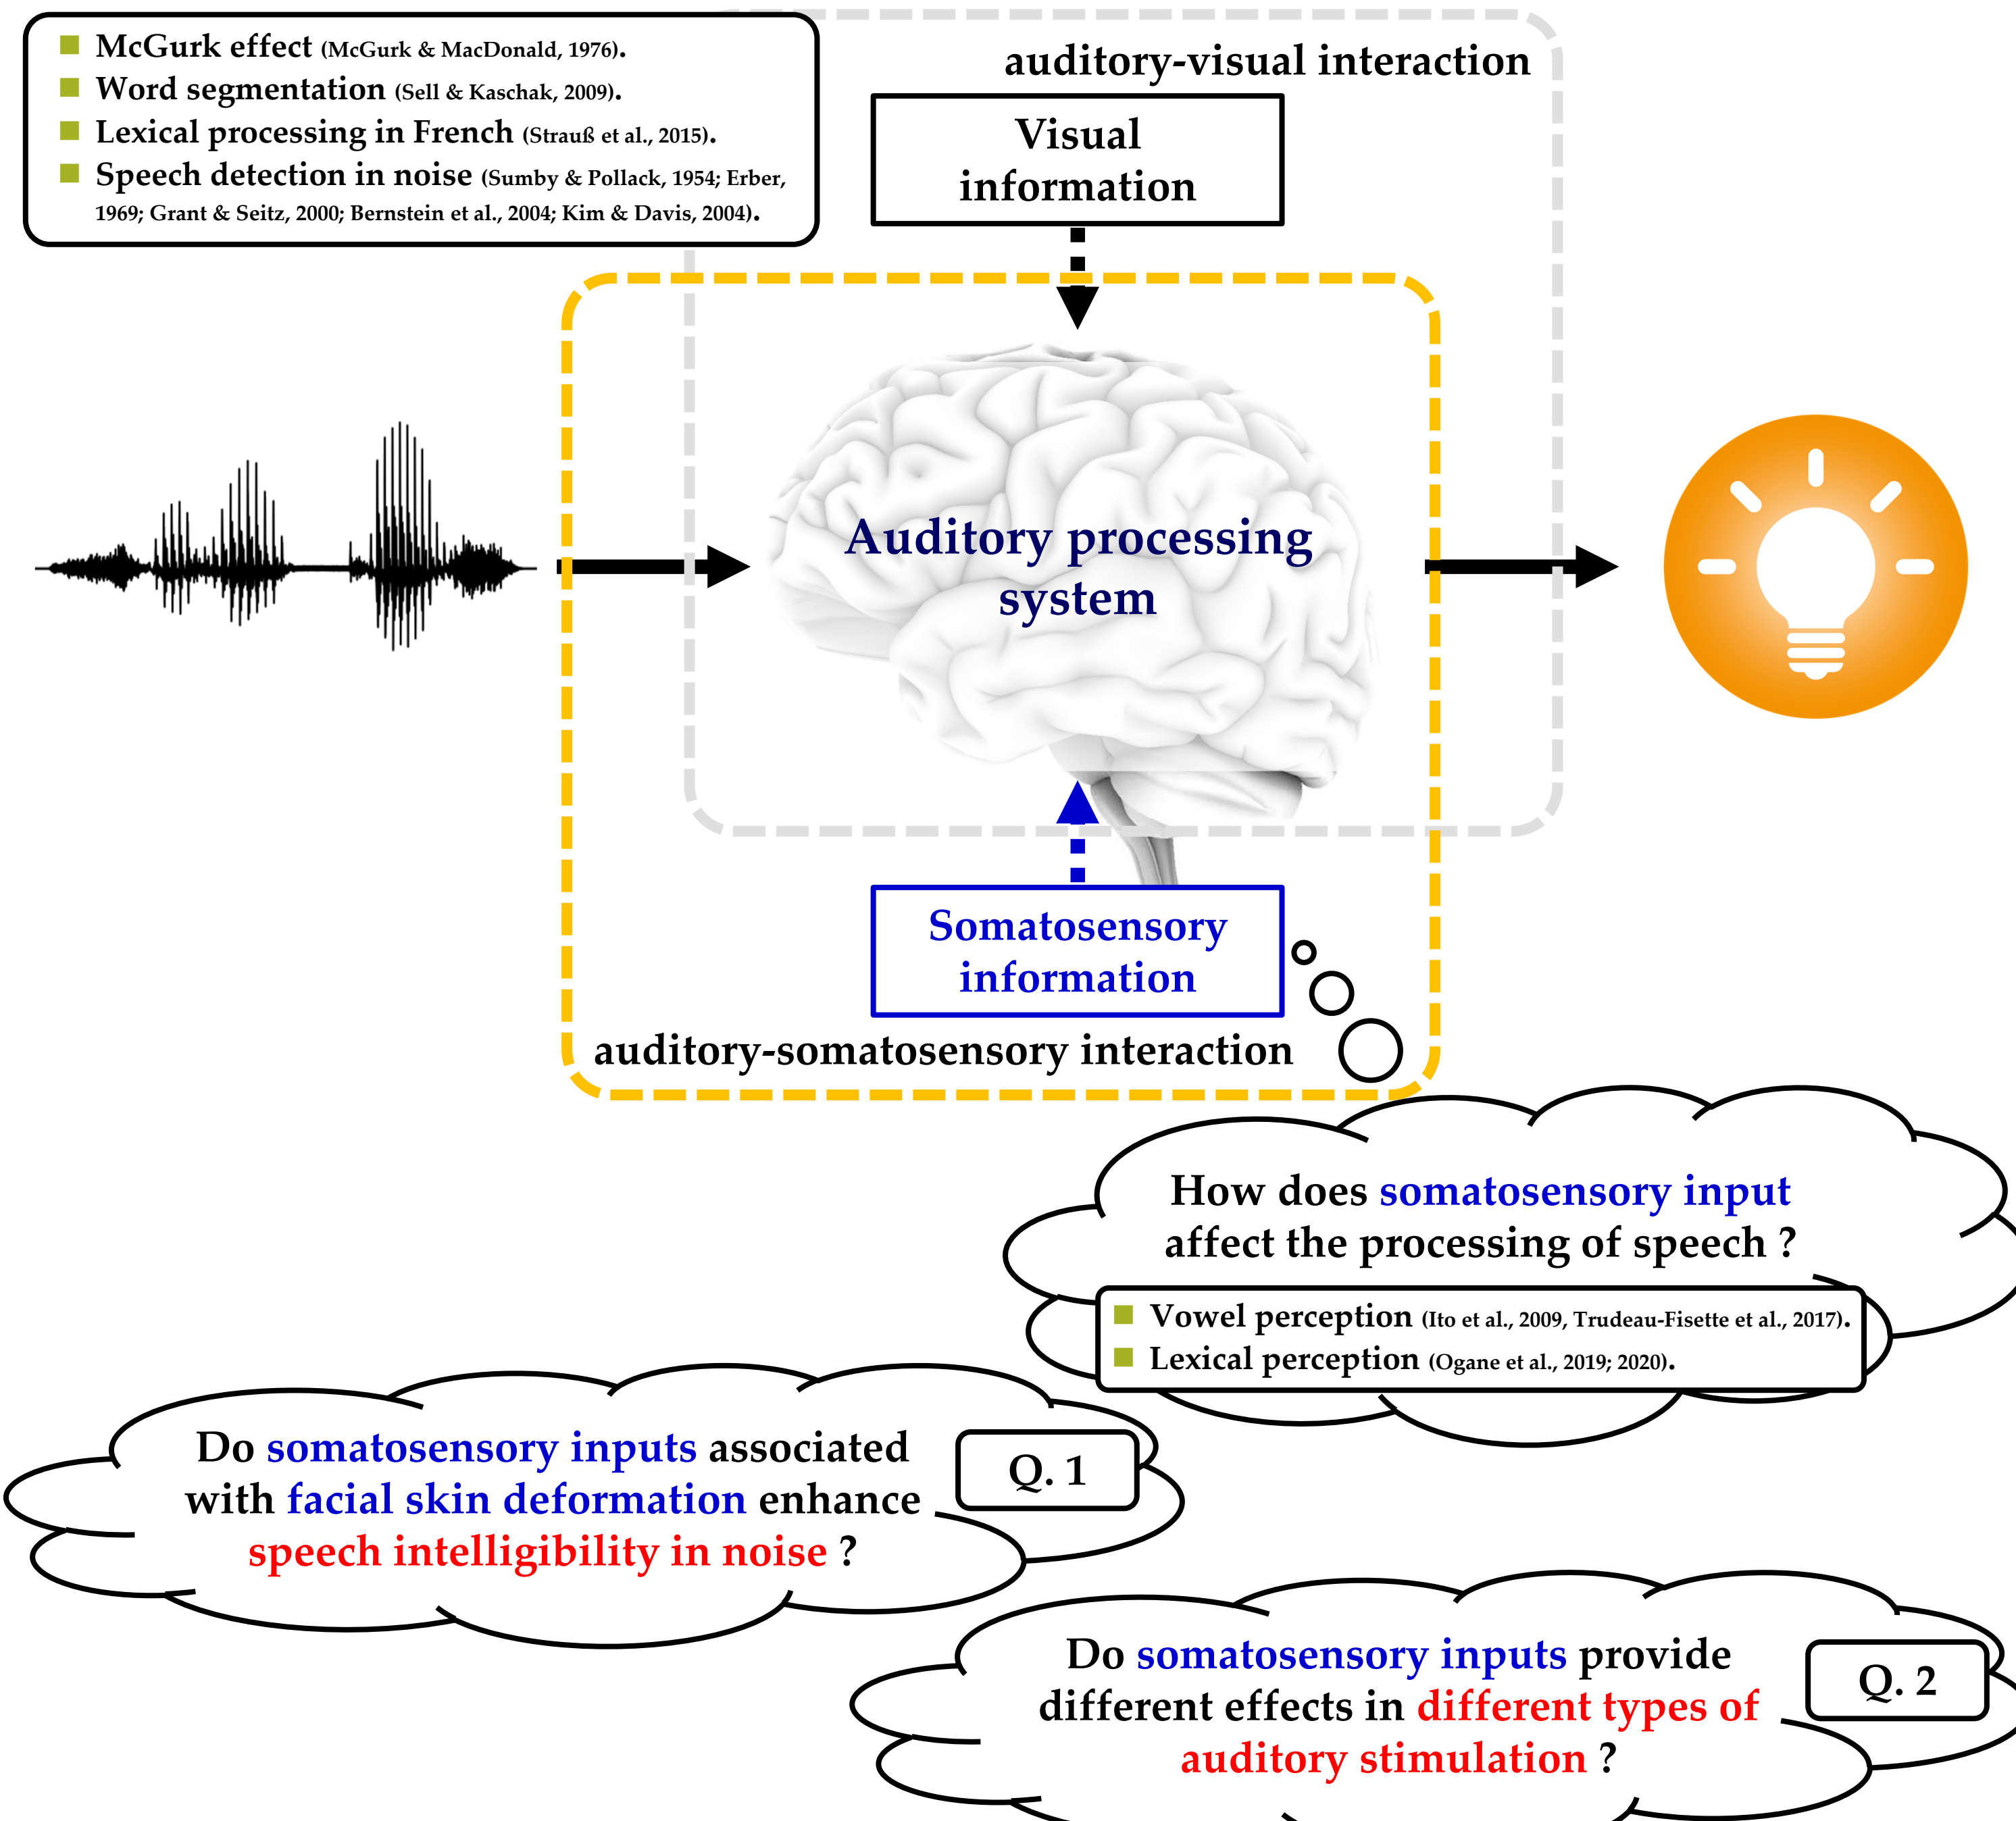 McGurk effect (McGurk & MacDonald, 1976).
Word segmentation (Sell & Kaschak, 2009).
Lexical processing in French (Strauß et al., 2015).
Speech detection in noise (Sumby & Pollack, 1954; Erber,
1969; Grant & Seitz, 2000; Bernstein et al., 2004; Kim & Davis, 2004).
auditory-visual interaction
Visual
information
Auditory processing
system
Somatosensory
information
auditory-somatosensory interaction
How does somatosensory input
affect the processing of speech ?
Vowel perception (Ito et al., 2009, Trudeau-Fisette et al., 2017).
Lexical perception (Ogane et al., 2019; 2020).
Do somatosensory inputs associated
with facial skin deformation enhance
speech intelligibility in noise ?
Q. 1
Do somatosensory inputs provide
different effects in different types of
auditory stimulation ?
Q. 2